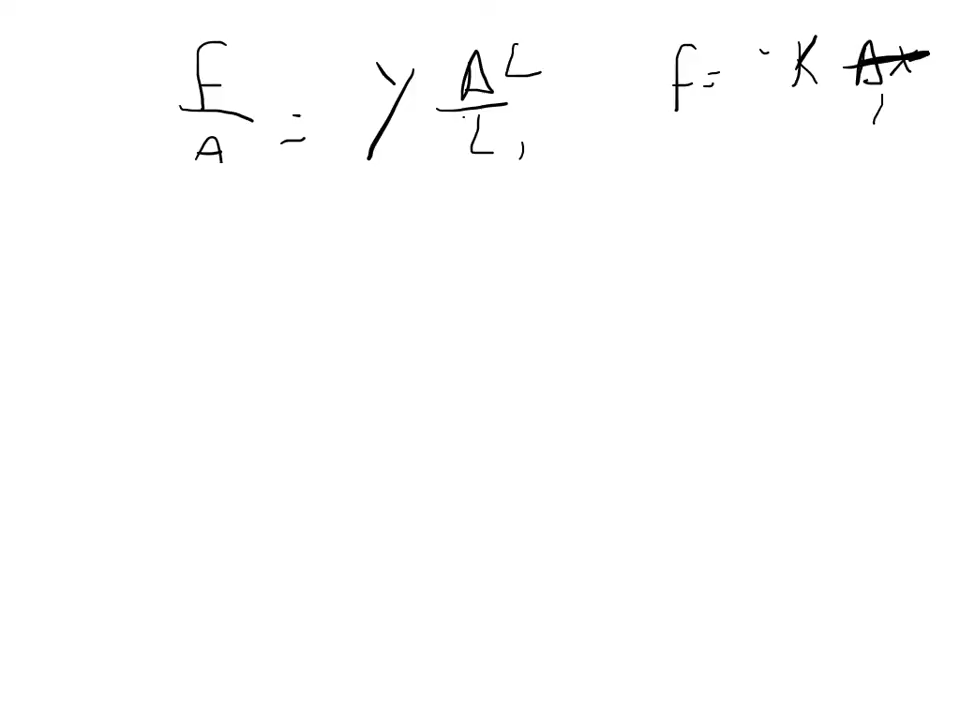 F/A = Y ΔL/L, F = -K Δx